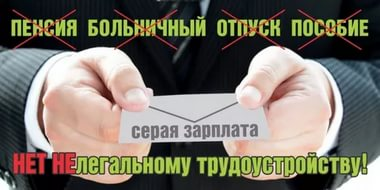 ПЕНСИЯ БОЛЬНИЧНЫЙ ОТПУСК ПОСОБИЕ
серая зарплата
НЕТ НЕлегальному трудоустройству!